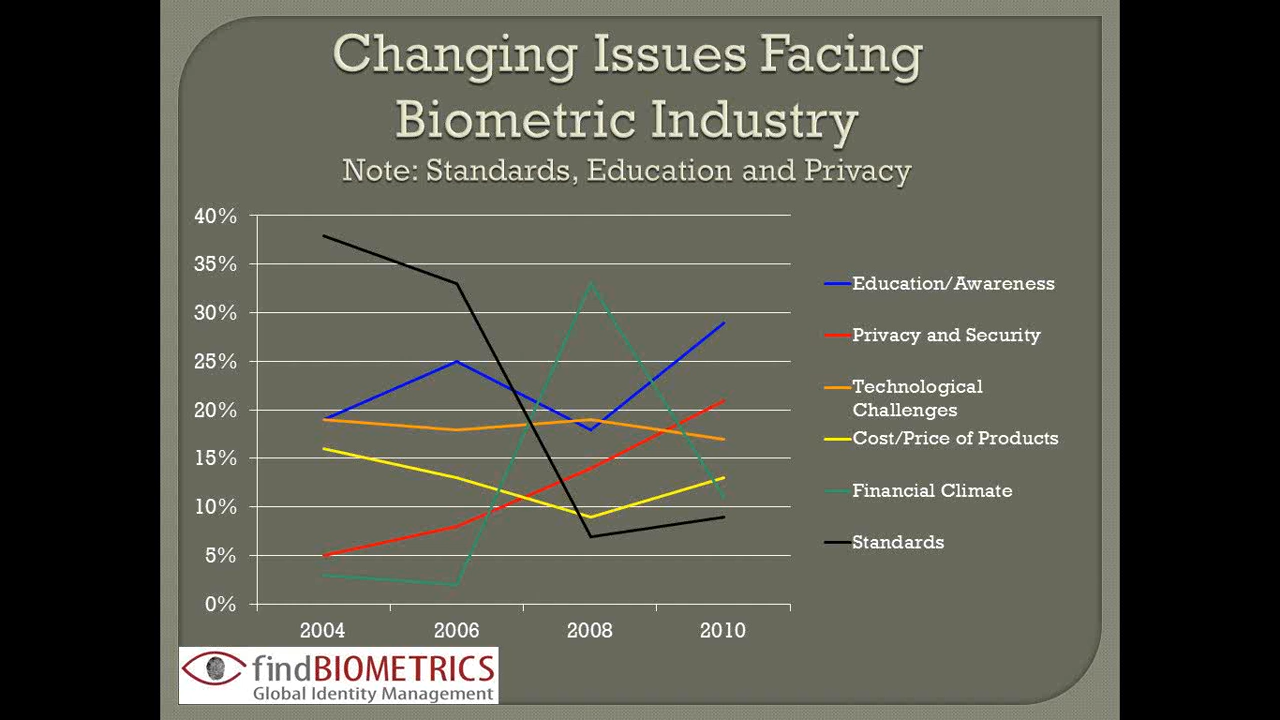 Changing Issues Facing
Biometric Industry
Note: Standards, Education and Privacy
40%
35%
30%
25%
20%
15%
10%
5%
0%
2004
2006
2008
2010
Education/Awareness
Privacy and Security
Technological
Challenges
Cost/Price of Products
Financial Climate
Standards
findBIOMETRICS
Global Identity Management